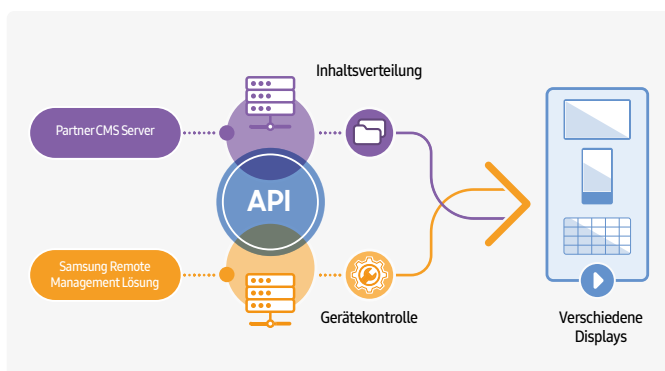 Inhaltsverteilung
Partner CMS Server
API
Samsung Remote
Management Lösung
Gerätekontrolle
Verschiedene
Displays